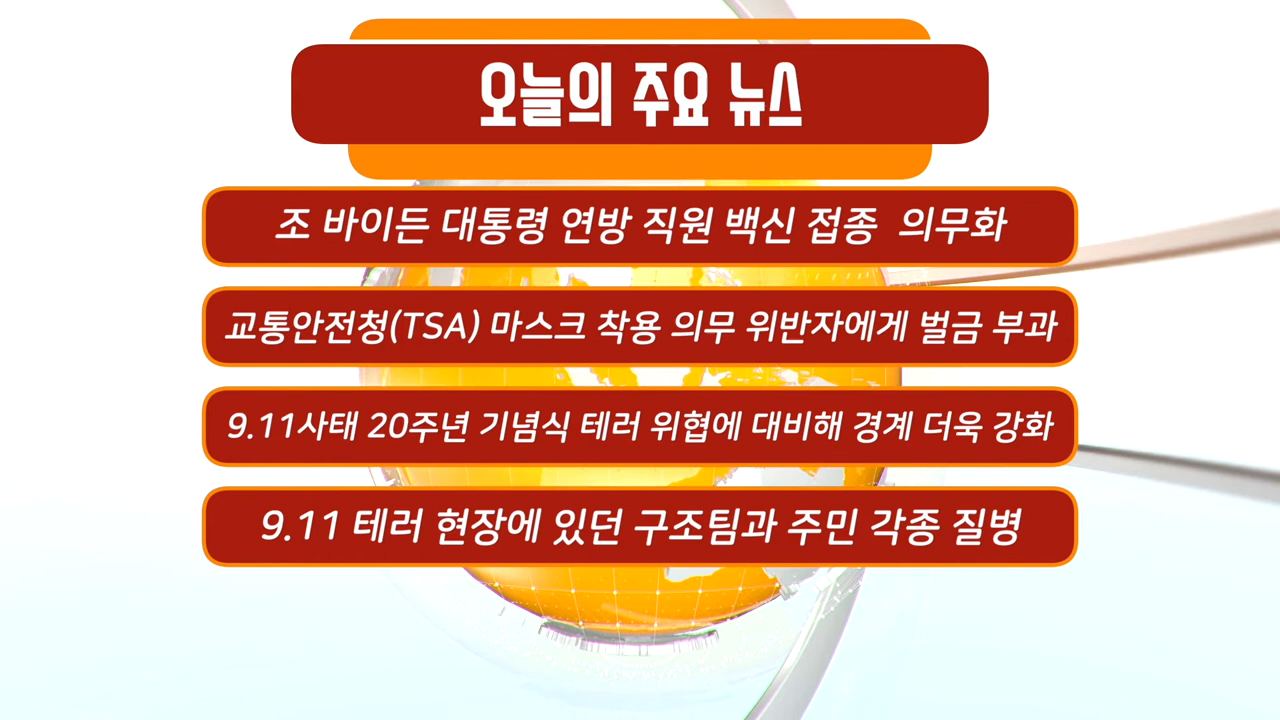 오늘의 주요 뉴스
조 바이든 대통령 연방 직원 백신 접종 의무화
교통안전청(TSA) 마스크 착용 의무 위반자에게 벌금 부과
9.11사태 20주년 기념식 테러 위협에 대비해 경계 더욱 강화
9.11 테러 현장에 있던 구조팀과 주민 각종 질병